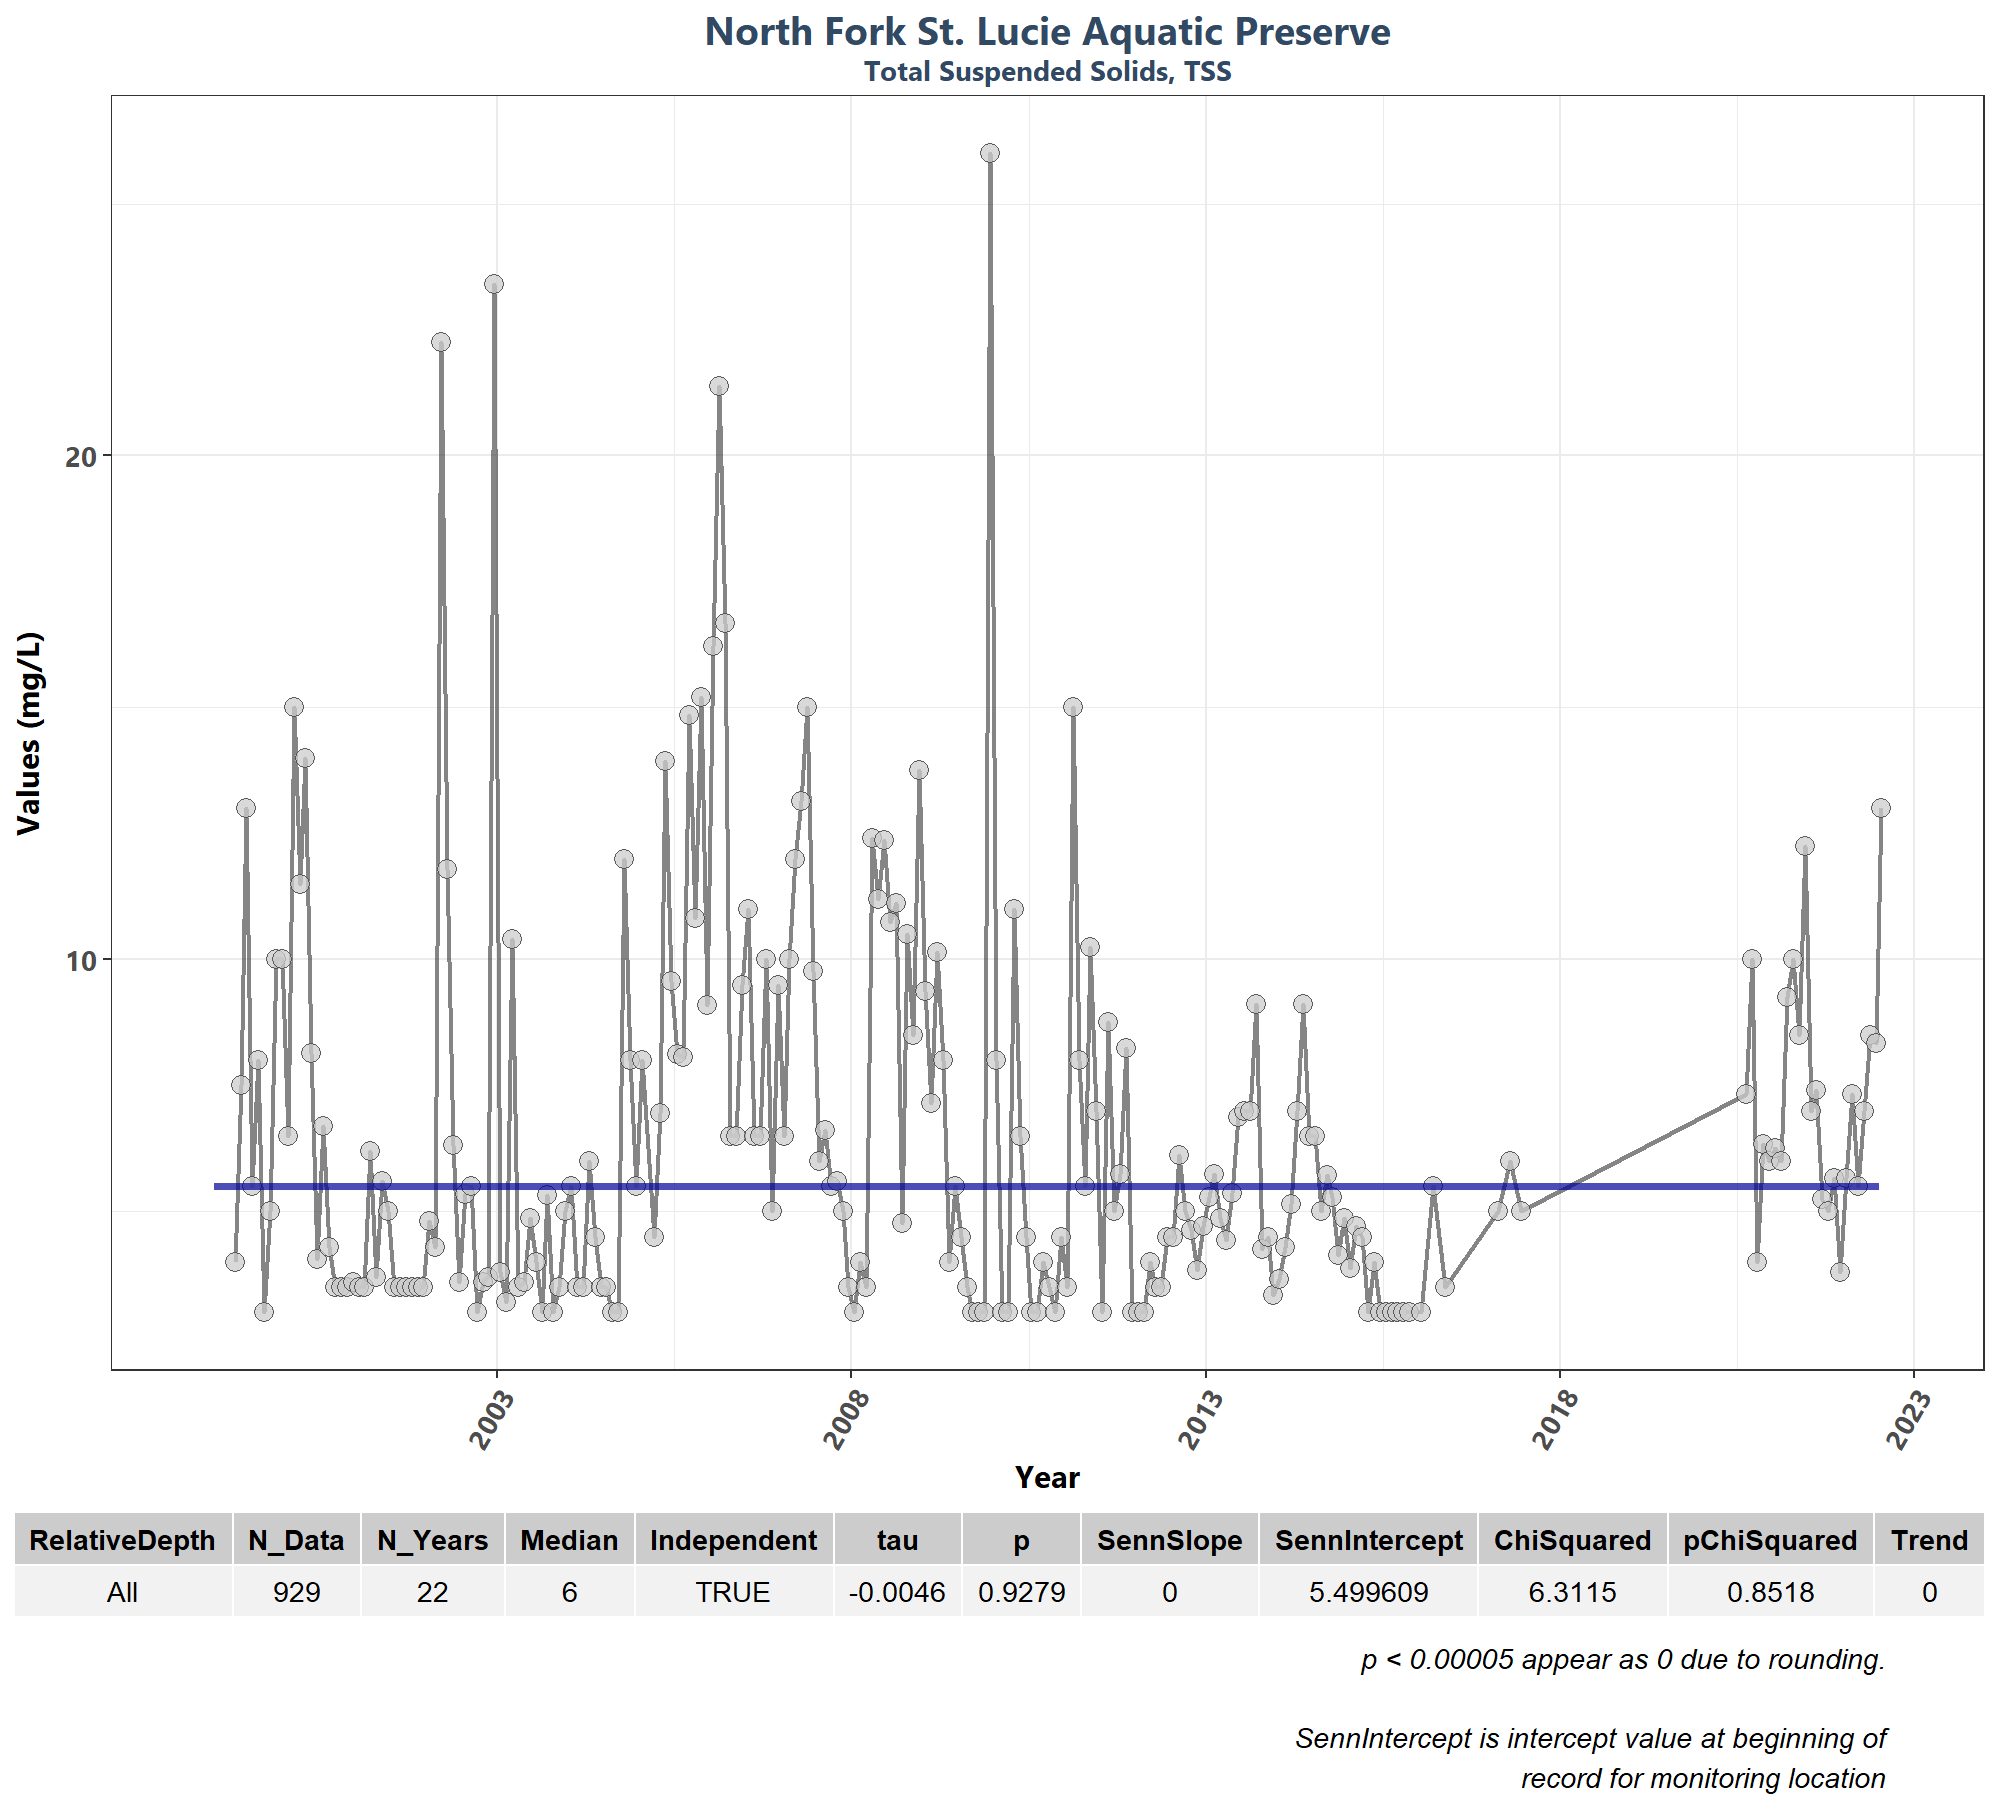 North Fork St. Lucie Aquatic Preserve
Total Suspended Solids, TSS
Values (mg/L)
20
10
2003
2008
2013
2018
2023
Year
RelativeDepth N_Data N_Years Median Independent tau p SennSlope SennIntercept ChiSquared pChiSquared Trend
All 929 22 6 TRUE -0.0046 0.9279 0 5.499609 6.3115 0.8518 0
p < 0.00005 appear as 0 due to rounding.
SennIntercept is intercept value at beginning of
record for monitoring location